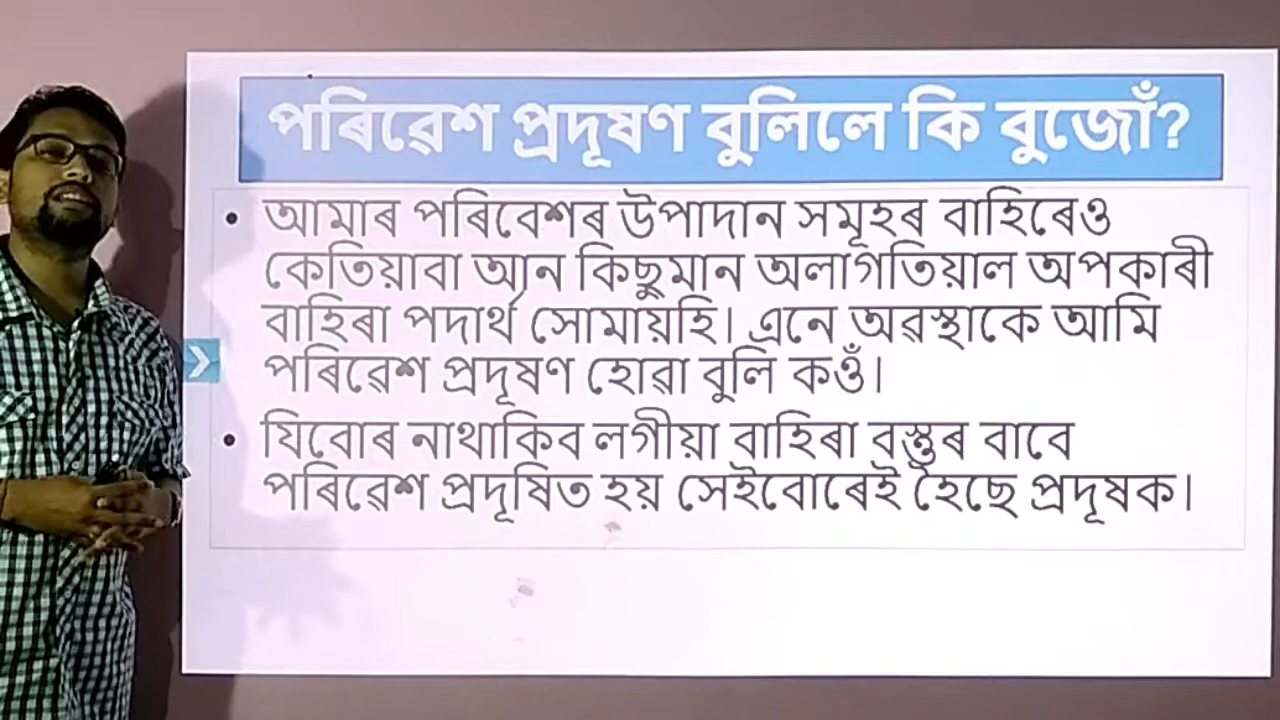 পৰিৱেশ প্ৰদূষণ বুলিলে কি বুজোঁ?
• আমাৰ পৰিবেশৰ উপাদান সমূহৰ বাহিৰেও
কেতিয়াবা আন কিছুমান অলাগতিয়াল অপকাৰী
বাহিৰা পদাৰ্থ সোমায়হি। এনে অৱস্থাকে আমি
পৰিৱেশ প্ৰদূষণ হোৱা বুলি কওঁ।
• যিবোৰ নাথাকিব লগীয়া বাহিৰা বস্তুৰ বাবে
পৰিৱেশ প্ৰদূষিত হয় সেইবোৰেই হৈছে প্ৰদূষক।